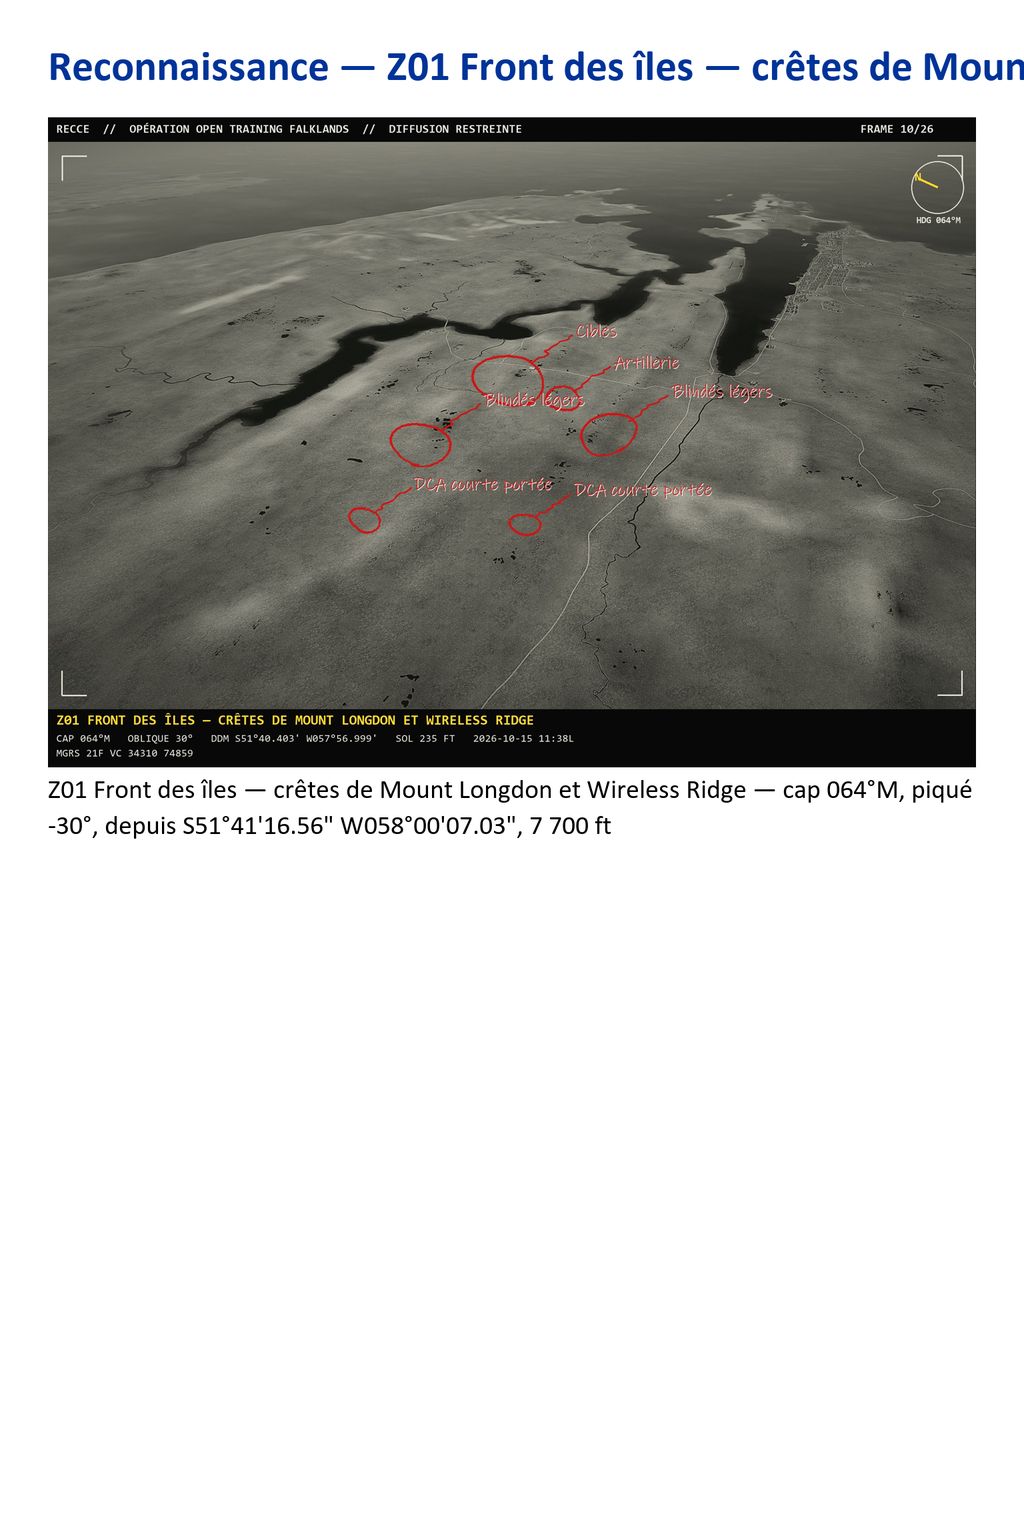 Reconnaissance — Z01 Front des îles — crêtes de Moun
RECCE // OPÉRATION OPEN TRAINING FALKLANDS // DIFFUSION RESTREINTE FRAME 10/26
N
HDG 064°M
Cibles
Artillerie
Blindés légers
Blindés légers
DCA courte portée
DCA courte portée
Z01 FRONT DES ÎLES — CRÊTES DE MOUNT LONGDON ET WIRELESS RIDGE
CAP 064°M OBLIQUE 30° DDM S51°40.403' W057°56.999' SOL 235 FT 2026-10-15 11:38L
MGRS 21F VC 34310 74859
Z01 Front des îles — crêtes de Mount Longdon et Wireless Ridge — cap 064°M, piqué
-30°, depuis S51°41'16.56" W058°00'07.03", 7 700 ft